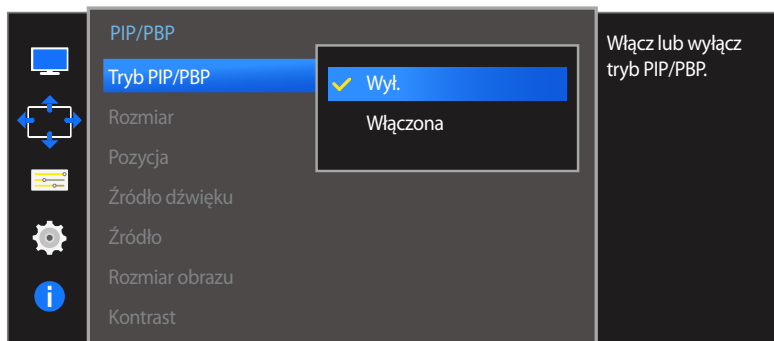 PIP/PBP
Tryb PIP/PBP
Wył.
Włączona
Rozmiar
Pozycja
Źródło dźwięku
Źródło
Rozmiar obrazu
Kontrast
Włącz lub wyłącz
tryb PIP/PBP.